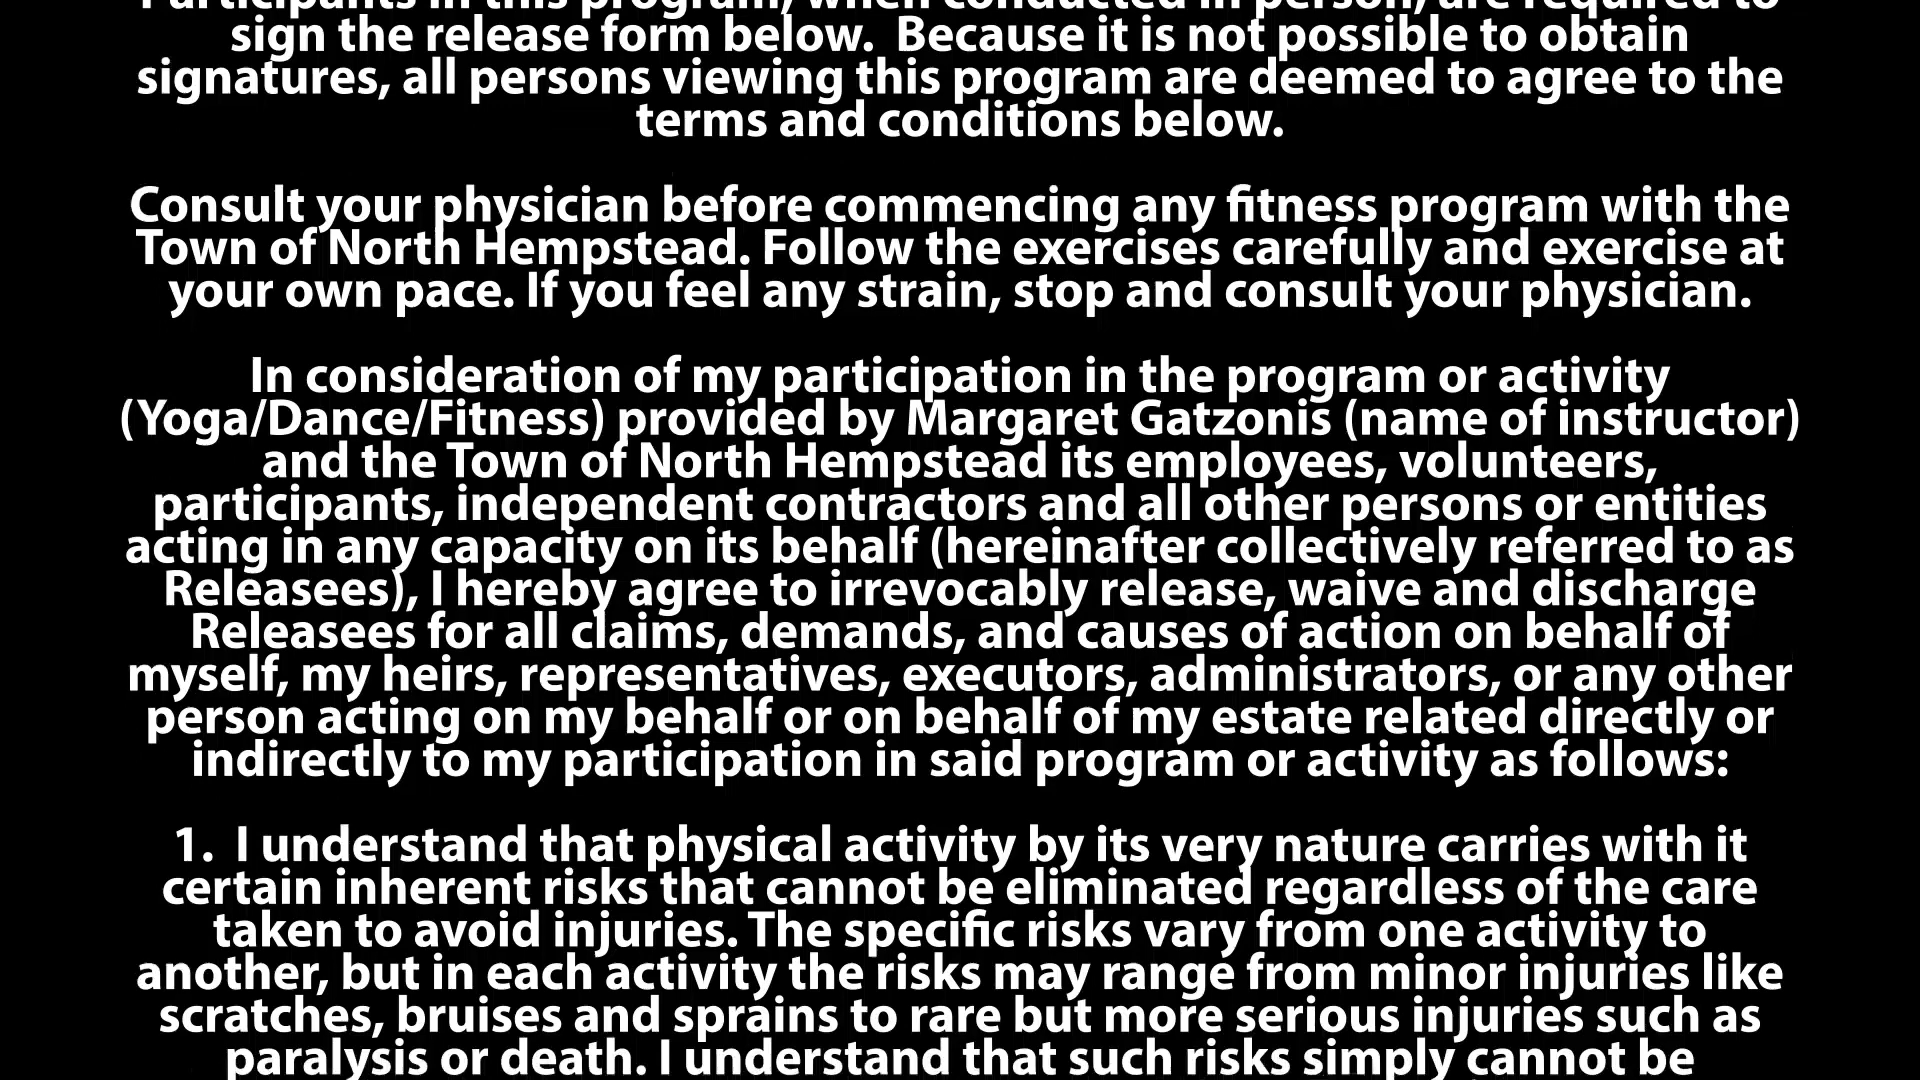 Participants in this program, when conducted in person, are required to
sign the release form below.  Because it is not possible to obtain
signatures, all persons viewing this program are deemed to agree to the
terms and conditions below.
Consult your physician before commencing any fitness program with the
Town of North Hempstead. Follow the exercises carefully and exercise at
your own pace. If you feel any strain, stop and consult your physician.
In consideration of my participation in the program or activity
(Yoga/Dance/Fitness) provided by Margaret Gatzonis (name of instructor)
and the Town of North Hempstead its employees, volunteers,
participants, independent contractors and all other persons or entities
acting in any capacity on its behalf (hereinafter collectively referred to as
Releasees), I hereby agree to irrevocably release, waive and discharge
Releasees for all claims, demands, and causes of action on behalf of
myself, my heirs, representatives, executors, administrators, or any other
person acting on my behalf or on behalf of my estate related directly or
indirectly to my participation in said program or activity as follows:
1.  I understand that physical activity by its very nature carries with it
certain inherent risks that cannot be eliminated regardless of the care
taken to avoid injuries. The specific risks vary from one activity to
another, but in each activity the risks may range from minor injuries like
scratches, bruises and sprains to rare but more serious injuries such as
paralysis or death. I understand that such risks simply cannot be